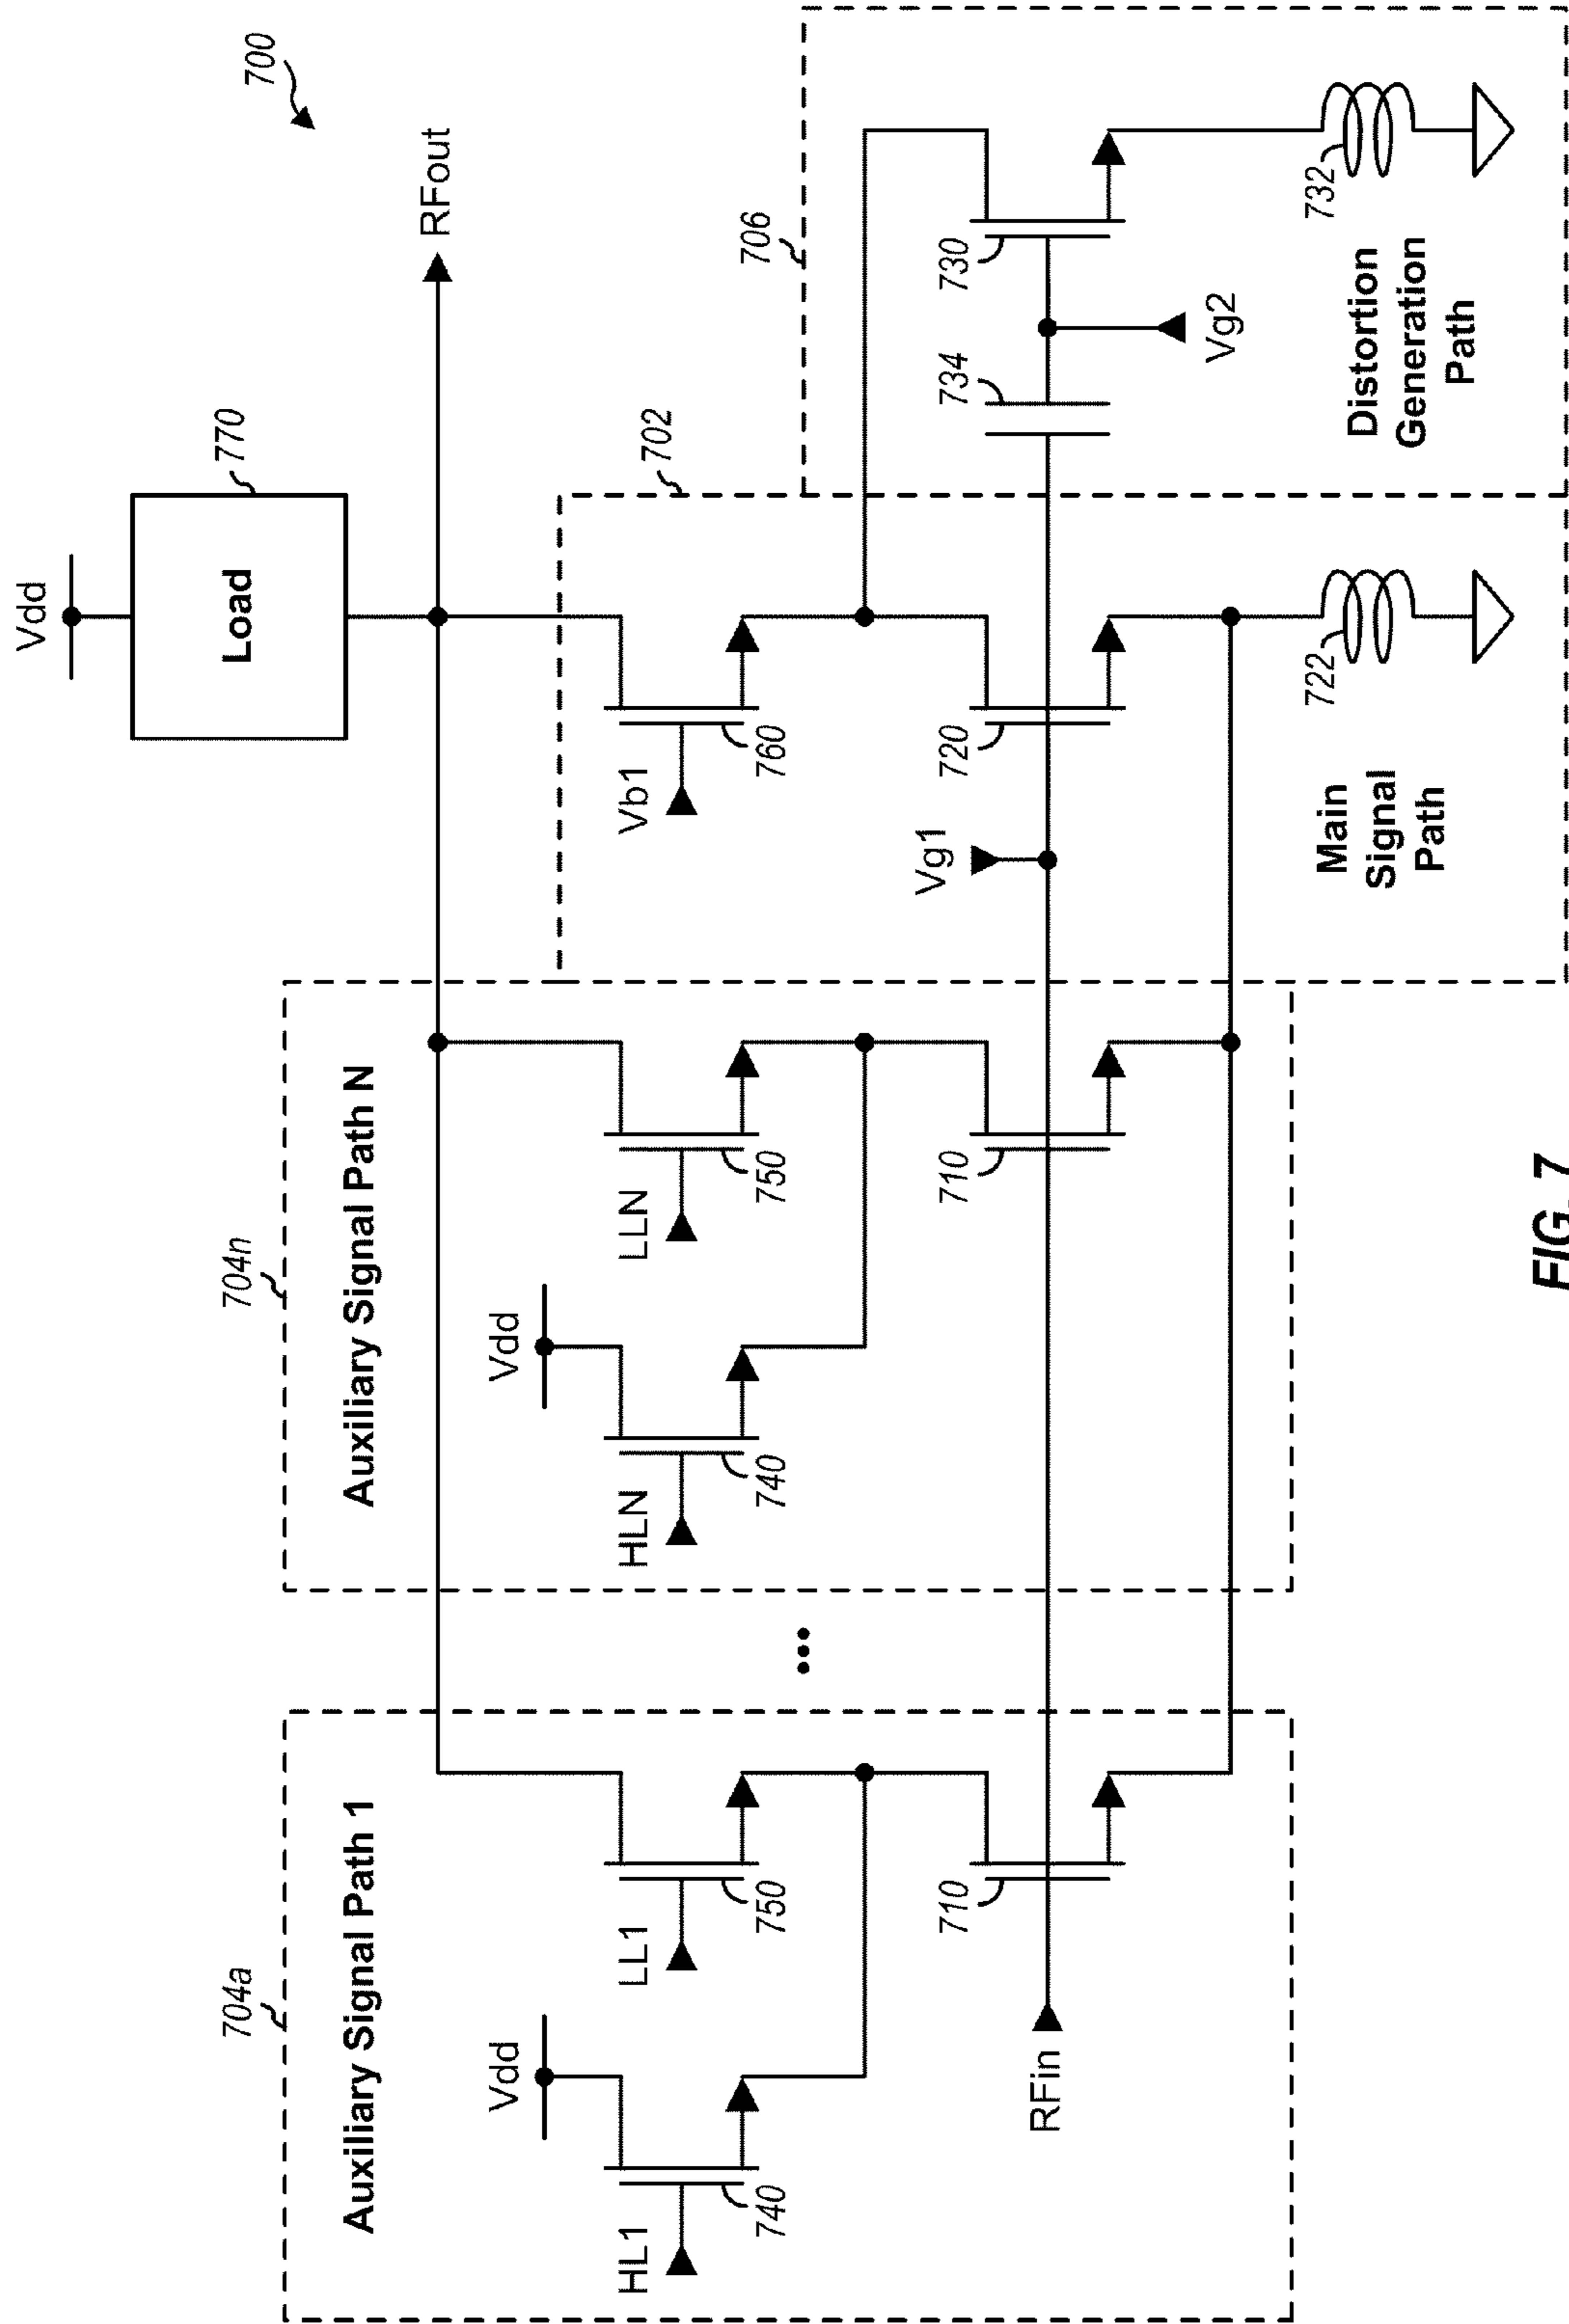 700
Vdd
Load
770
RFout
704a
Auxiliary Signal Path 1
Vdd
HL1
740
LL1
750
710
RFin
...
704n
Auxiliary Signal Path N
Vdd
HLN
740
LLN
750
710
702
Vb1
760
Vg1
720
722
Main
Signal
Path
706
734
730
Vg2
732
Distortion
Generation
Path
FIG. 7